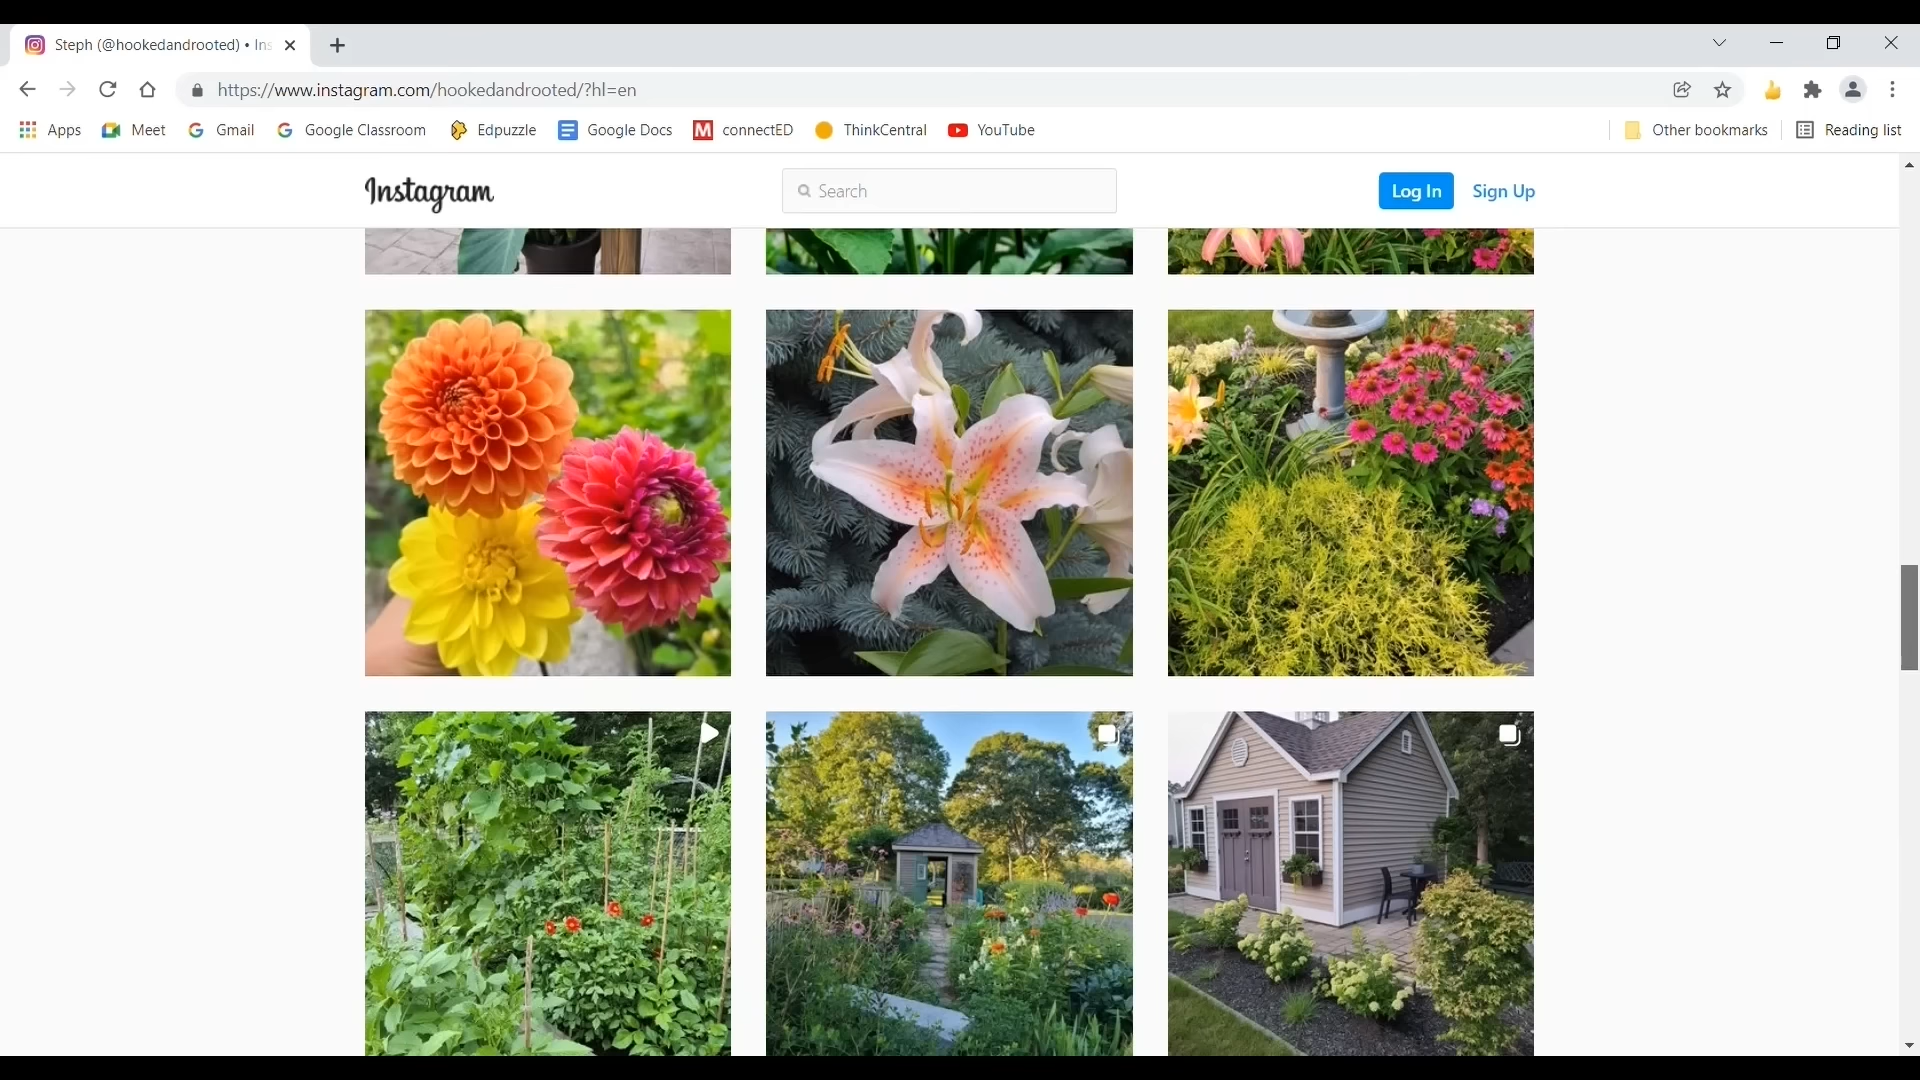 Steph (@hookedandrooted) • Ins
https://www.instagram.com/hookedandrooted/?hl=en
Apps Meet Gmail Google Classroom Edpuzzle Google Docs connectED ThinkCentral YouTube Other bookmarks Reading list
Instagram Search Log In Sign Up